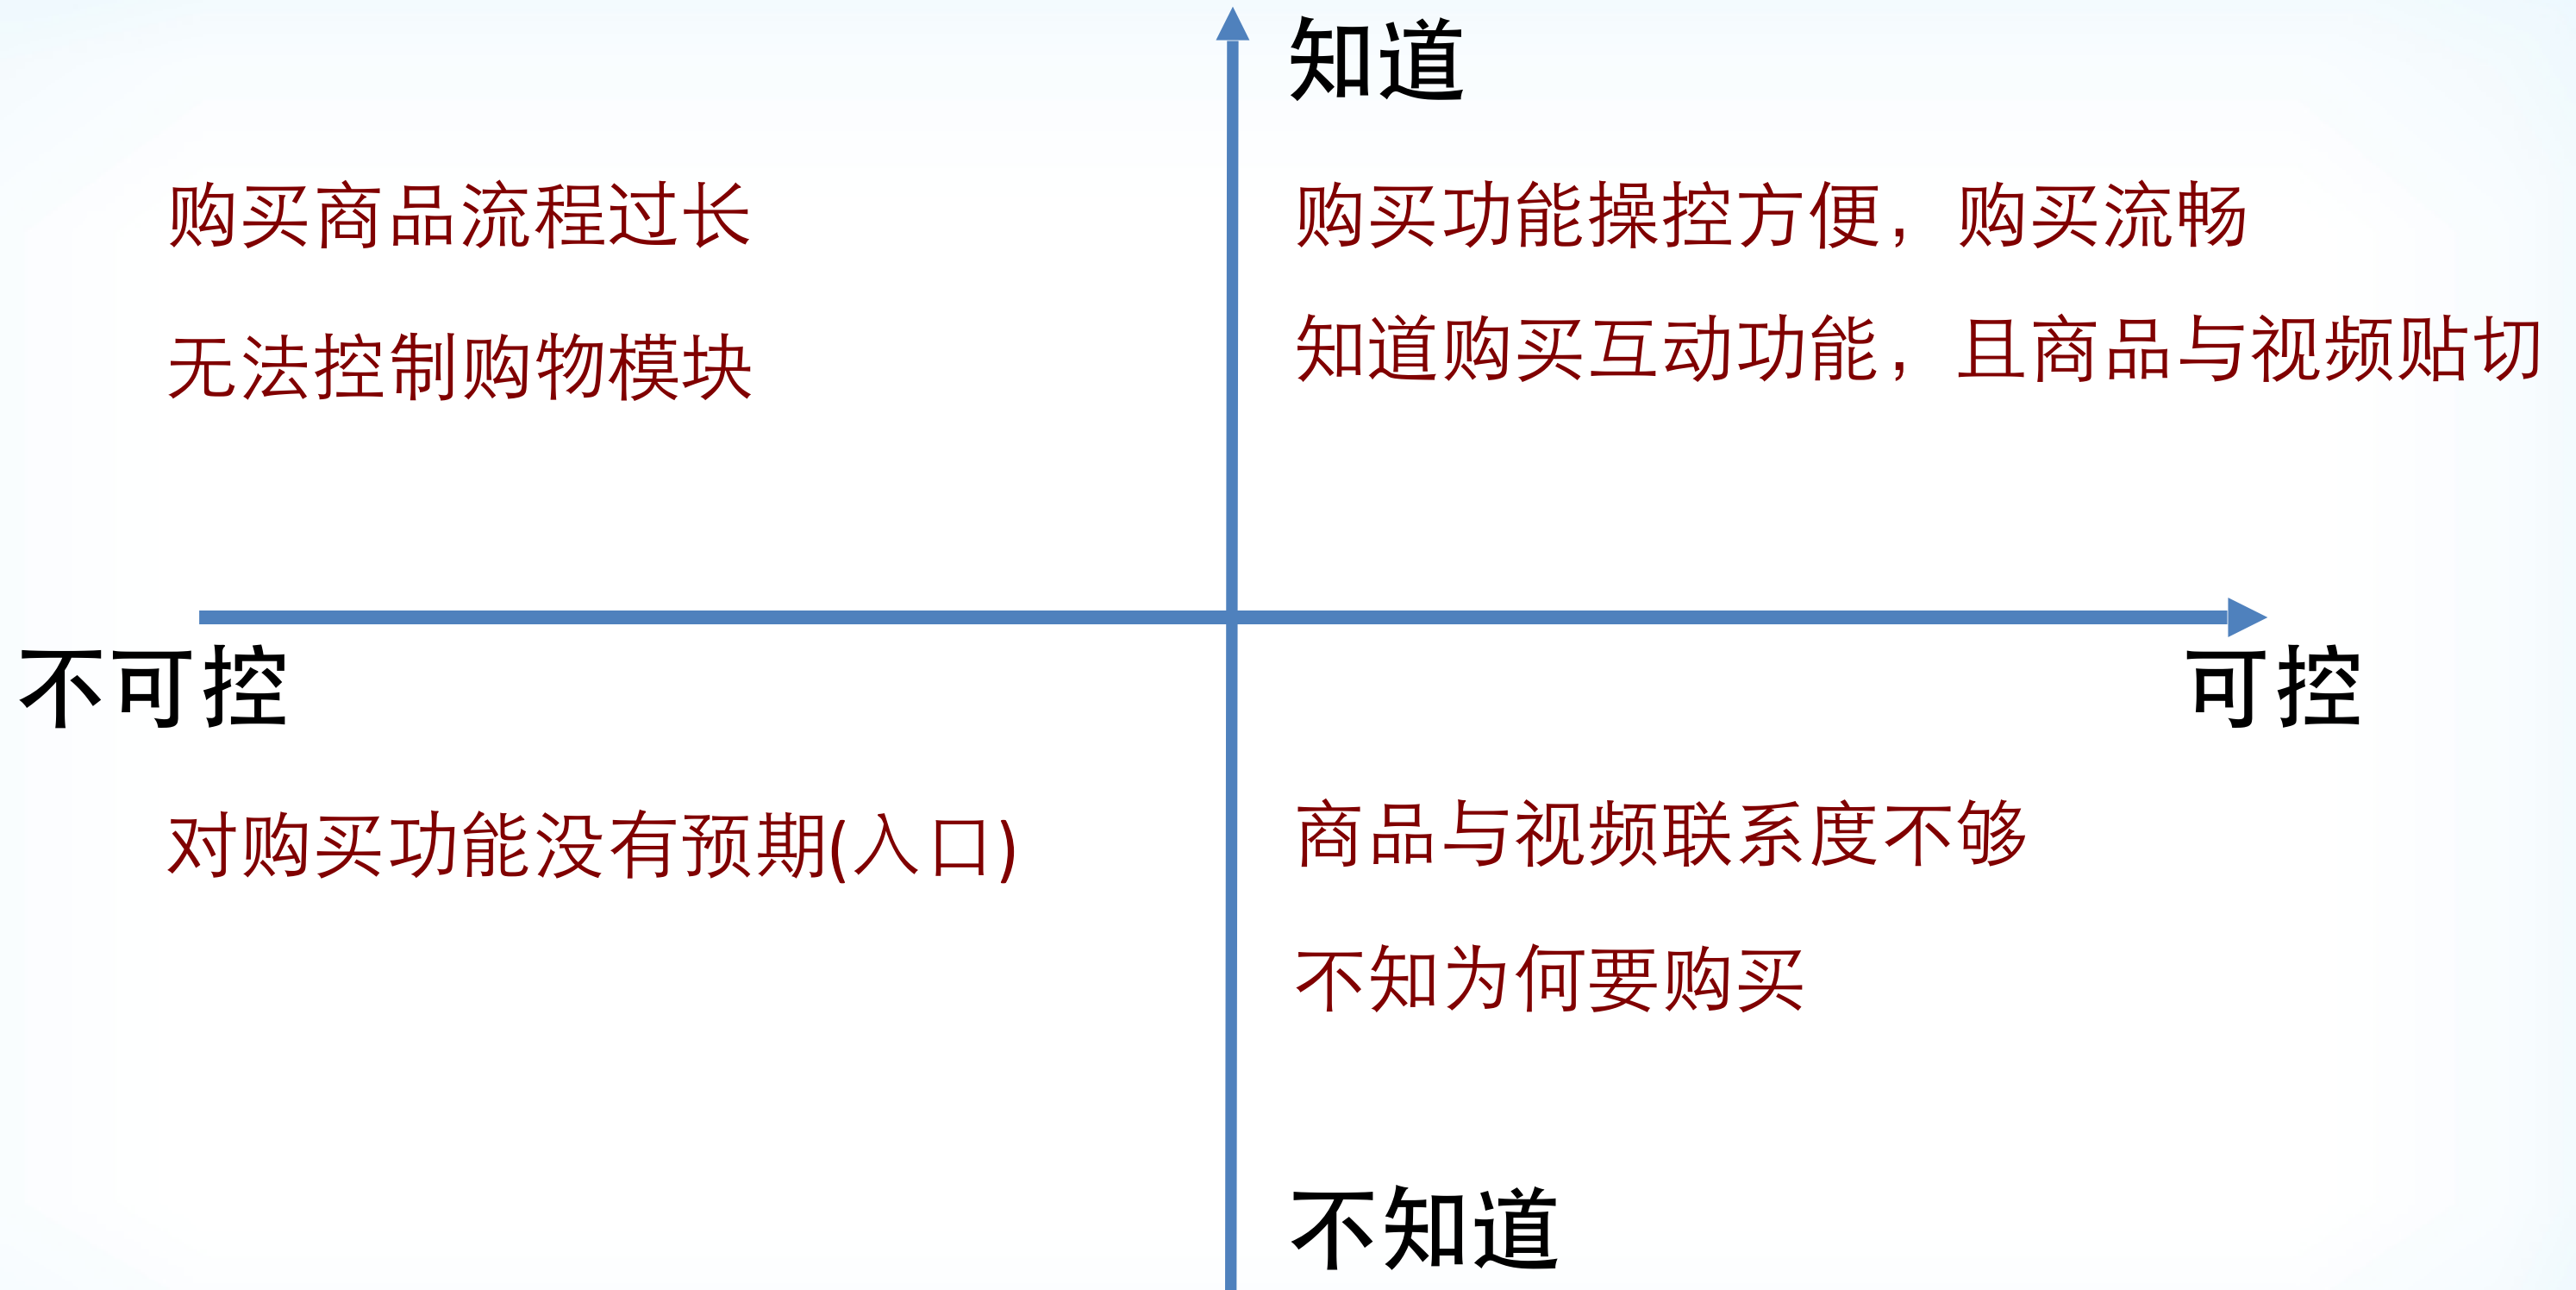 知道
购买商品流程过长
无法控制购物模块
购买功能操控方便，购买流畅
知道购买互动功能，且商品与视频贴切
不可控
可控
对购买功能没有预期(入口)
商品与视频联系度不够
不知为何要购买
不知道